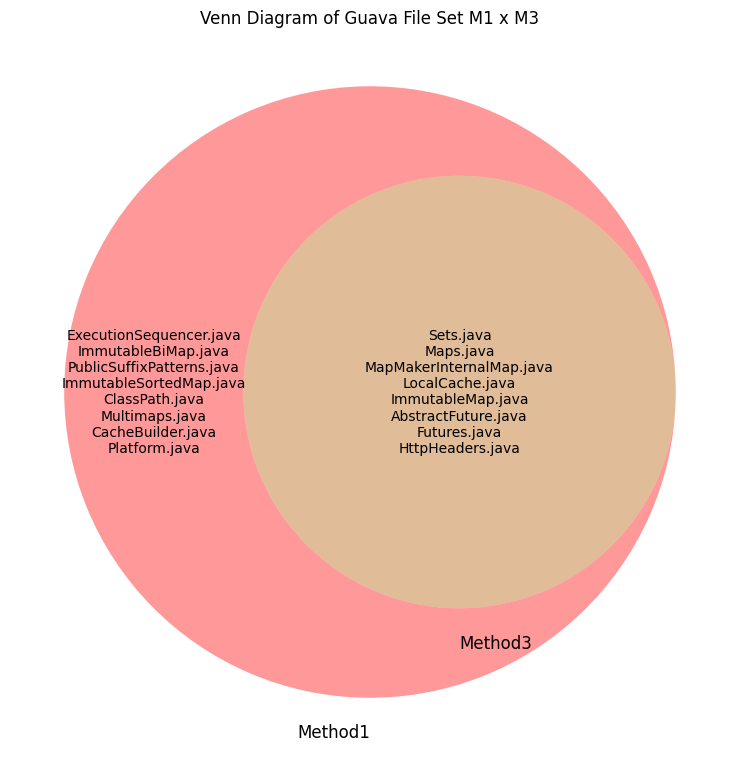 Venn Diagram of Guava File Set M1 x M3
ExecutionSequencer.java
ImmutableBiMap.java
PublicSuffixPatterns.java
ImmutableSortedMap.java
ClassPath.java
Multimaps.java
CacheBuilder.java
Platform.java
Sets.java
Maps.java
MapMakerInternalMap.java
LocalCache.java
ImmutableMap.java
AbstractFuture.java
Futures.java
HttpHeaders.java
Method3
Method1